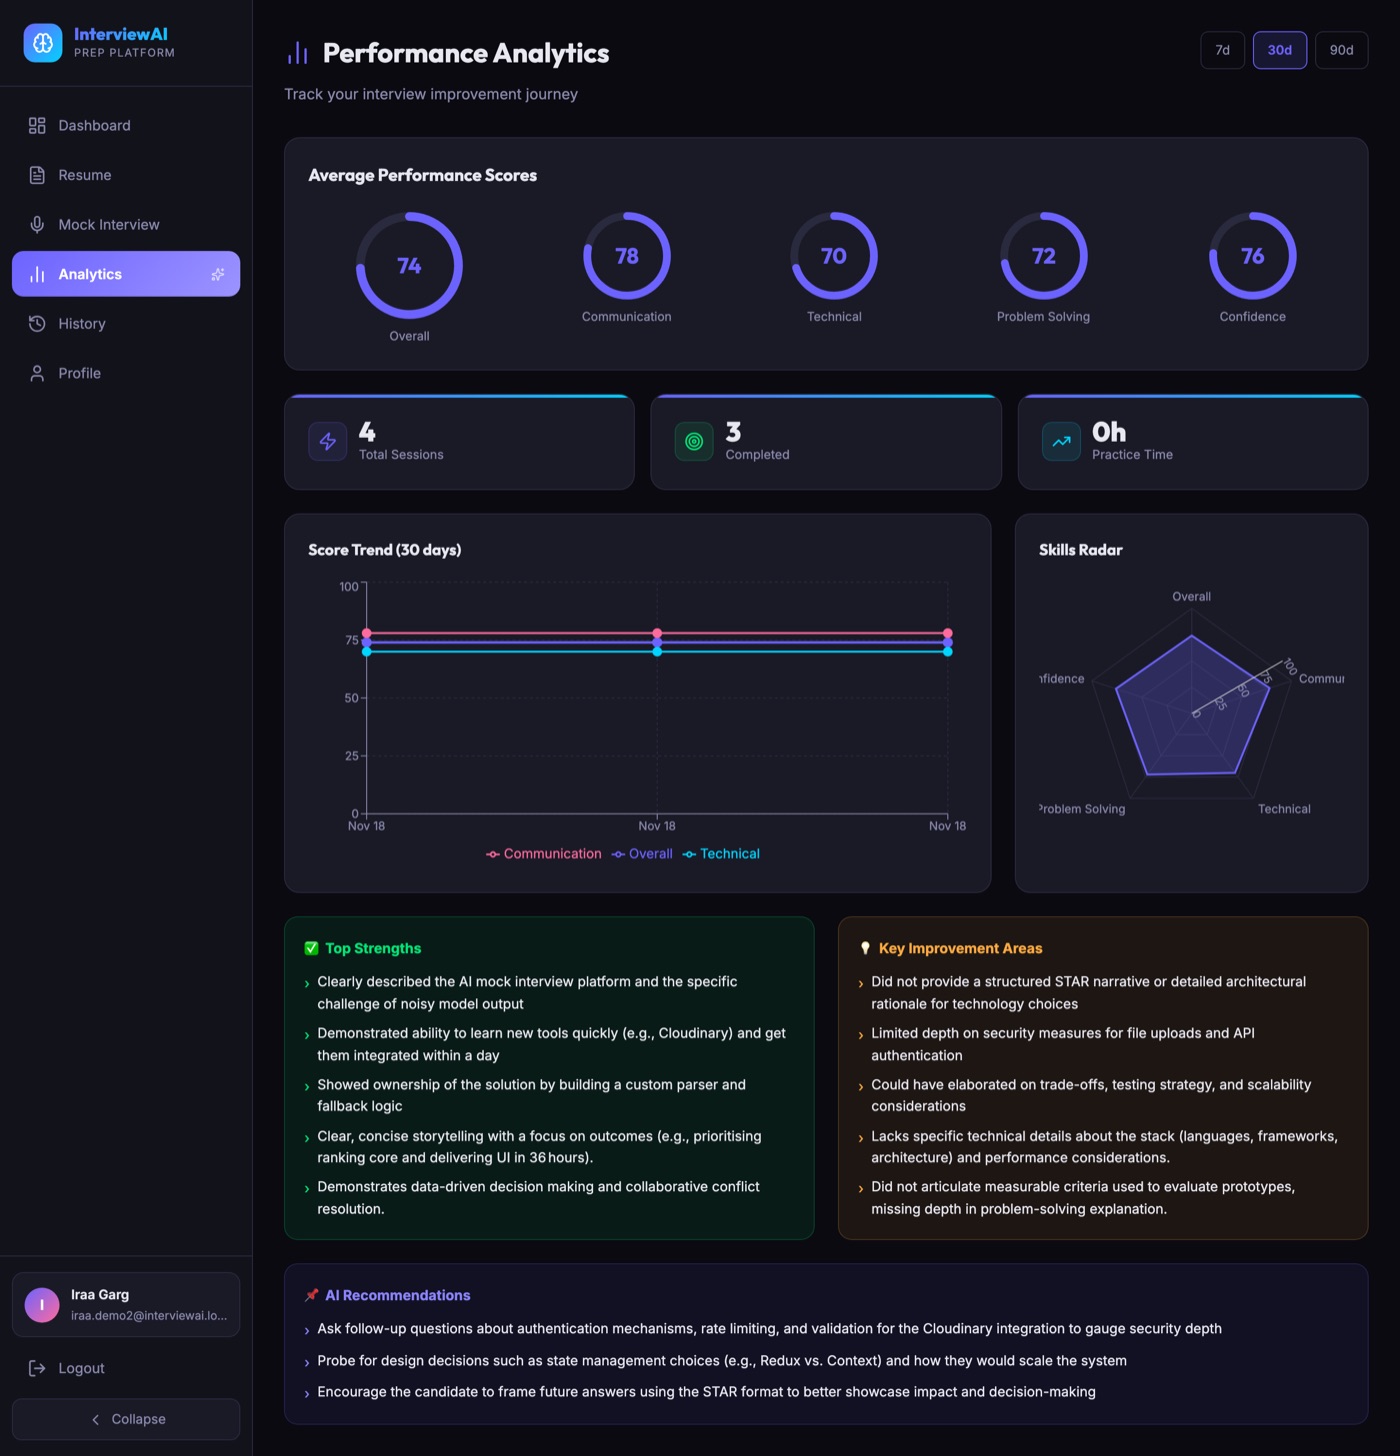 InterviewAI
PREP PLATFORM
Dashboard
Resume
Mock Interview
Analytics
History
Profile
Iraa Garg
iraa.demo2@interviewai.lo...
Logout
Collapse
Performance Analytics
Track your interview improvement journey
7d
30d
90d
Average Performance Scores
74
Overall
78
Communication
70
Technical
72
Problem Solving
76
Confidence
4
Total Sessions
3
Completed
0h
Practice Time
Score Trend (30 days)
100
75
50
25
0
Nov 18
Nov 18
Nov 18
Communication
Overall
Technical
Skills Radar
Overall
nfidence
Commun
Problem Solving
Technical
0
25
50
75
100
Top Strengths
› Clearly described the AI mock interview platform and the specific
challenge of noisy model output
› Demonstrated ability to learn new tools quickly (e.g., Cloudinary) and get
them integrated within a day
› Showed ownership of the solution by building a custom parser and
fallback logic
› Clear, concise storytelling with a focus on outcomes (e.g., prioritising
ranking core and delivering UI in 36 hours).
› Demonstrates data-driven decision making and collaborative conflict
resolution.
Key Improvement Areas
› Did not provide a structured STAR narrative or detailed architectural
rationale for technology choices
› Limited depth on security measures for file uploads and API
authentication
› Could have elaborated on trade-offs, testing strategy, and scalability
considerations
› Lacks specific technical details about the stack (languages, frameworks,
architecture) and performance considerations.
› Did not articulate measurable criteria used to evaluate prototypes,
missing depth in problem-solving explanation.
AI Recommendations
› Ask follow-up questions about authentication mechanisms, rate limiting, and validation for the Cloudinary integration to gauge security depth
› Probe for design decisions such as state management choices (e.g., Redux vs. Context) and how they would scale the system
› Encourage the candidate to frame future answers using the STAR format to better showcase impact and decision-making